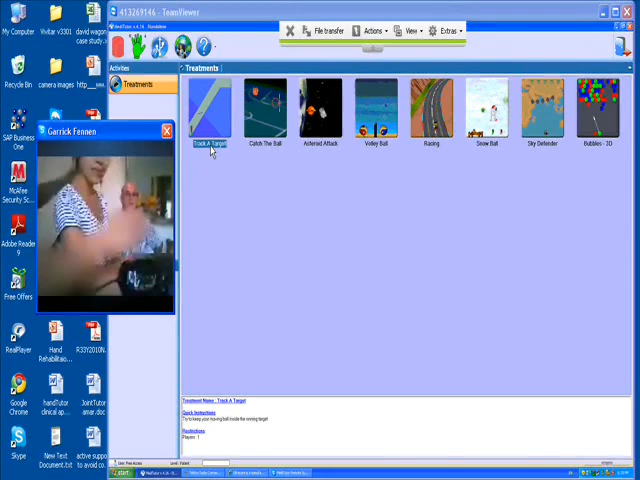 413269146 - TeamViewer
File transfer
Actions
View
Extras
Activities
Treatments
Treatments
Track A Target
Catch The Ball
Asteroid Attack
Volley Ball
Racing
Snow Ball
Sky Defender
Bubbles - 3D
Treatment Name : Track A Target
Quick Instructions
Try to keep your moving ball inside the winning target
Restrictions
Players : 1
start
Garrick Fennen
My Computer
Vivitar v3301
david wagon
case study...
Recycle Bin
camera images
http___www...
SAP Business
One
McAfee
Security Sc...
Adobe Reader
9
Free Offers
RealPlayer
Hand
Rehabilitaio...
R33Y2010N...
Google
Chrome
handTutor
clinical ap...
JointTutor
amar.doc
Skype
New Text
Document.txt
active suppo
to avoid co...